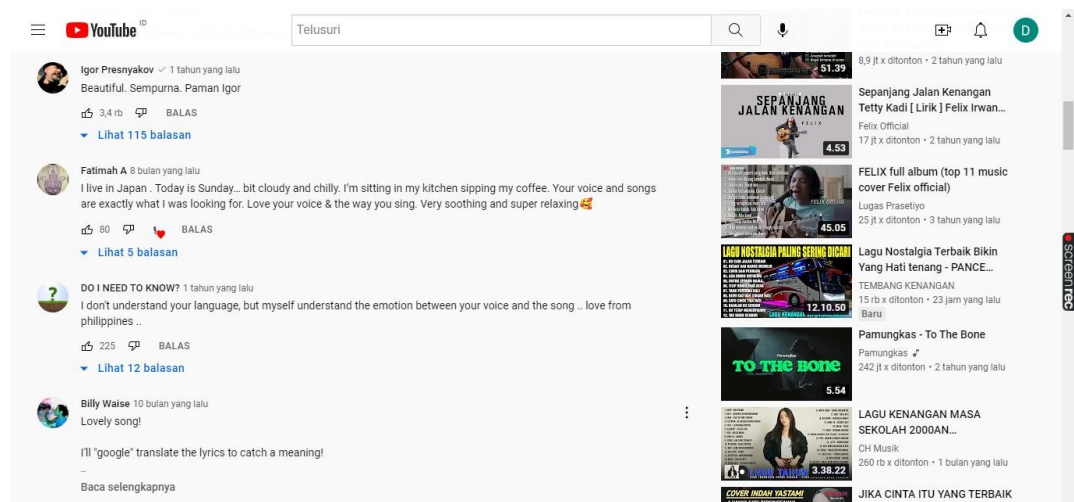 YouTube ID
Telusuri
D
Igor Presnyakov 1 tahun yang lalu
Beautiful. Sempurna. Paman Igor
3,4 rb BALAS
Lihat 115 balasan
Fatimah A 8 bulan yang lalu
I live in Japan . Today is Sunday... bit cloudy and chilly. I'm sitting in my kitchen sipping my coffee. Your voice and songs
are exactly what I was looking for. Love your voice & the way you sing. Very soothing and super relaxing🥰
80 BALAS
Lihat 5 balasan
DO I NEED TO KNOW? 1 tahun yang lalu
I don't understand your language, but myself understand the emotion between your voice and the song .. love from
philippines ..
225 BALAS
Lihat 12 balasan
Billy Waise 10 bulan yang lalu
Lovely song!
I'll "google" translate the lyrics to catch a meaning!
..
Baca selengkapnya
51.39
8,9 jt x ditonton • 2 tahun yang lalu
SEPANJANG
JALAN KENANGAN
FELIX
4.53
Sepanjang Jalan Kenangan
Tetty Kadi [ Lirik ] Felix Irwan...
Felix Official
17 jt x ditonton • 2 tahun yang lalu
45.05
FELIX full album (top 11 music
cover Felix official)
Lugas Prasetiyo
25 jt x ditonton • 3 tahun yang lalu
LAGU NOSTALGIA PALING SERING DICARI
12.10.50
Lagu Nostalgia Terbaik Bikin
Yang Hati tenang - PANCE...
TEMBANG KENANGAN
15 rb x ditonton • 23 jam yang lalu
Baru
Pamungkas
TO THE BONE
5.54
Pamungkas - To The Bone
Pamungkas
242 jt x ditonton • 2 tahun yang lalu
3.38.22
LAGU KENANGAN MASA
SEKOLAH 2000AN...
CH Musik
260 rb x ditonton • 1 bulan yang lalu
COVER INDAH YASTAMI
JIKA CINTA ITU YANG TERBAIK
screenrec